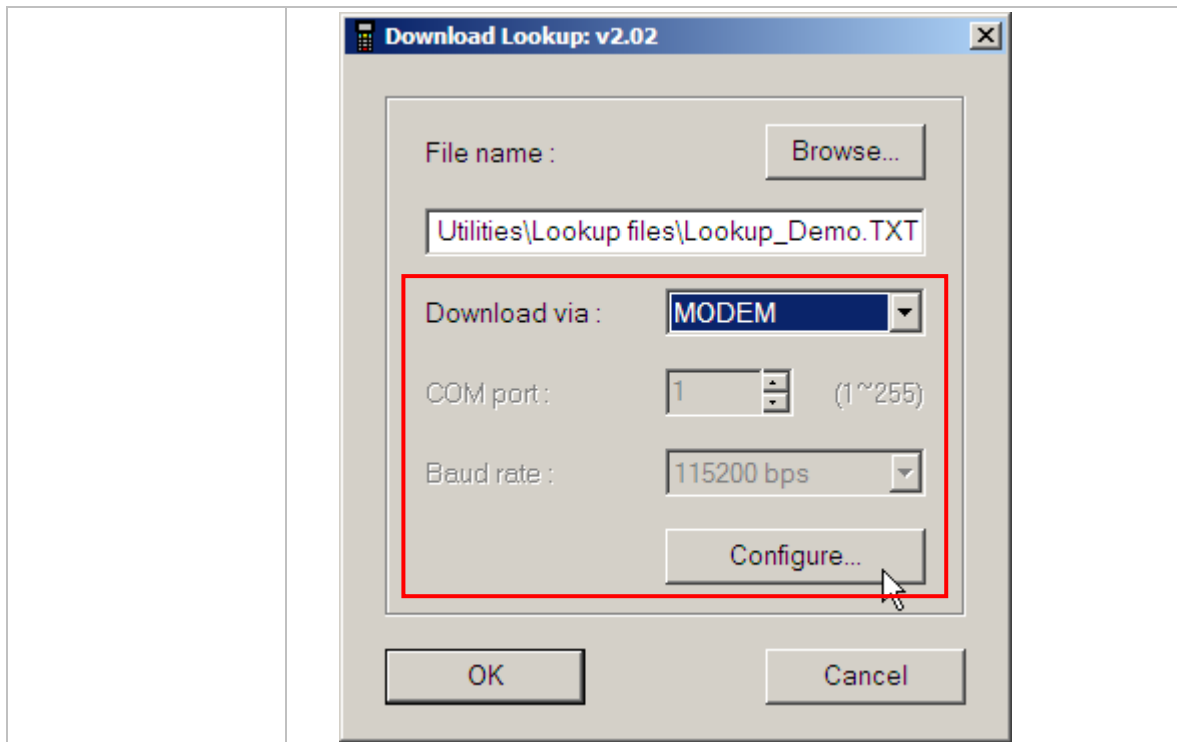 Download Lookup: v2.02
File name : Browse...
Utilities\Lookup files\Lookup_Demo.TXT
Download via : MODEM
COM port : 1 (1~255)
Baud rate : 115200 bps
Configure...
OK Cancel